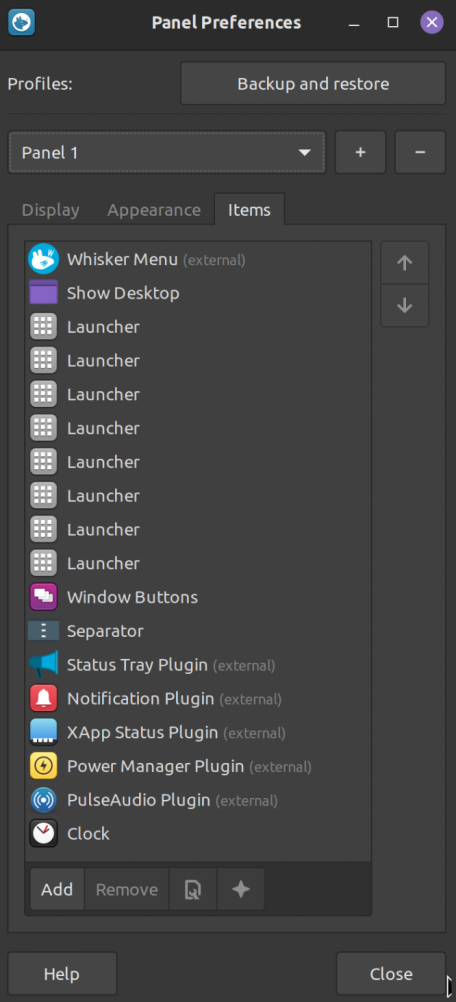 Panel Preferences
Profiles:
Backup and restore
Panel 1
+
−
Display
Appearance
Items
Whisker Menu (external)
Show Desktop
Launcher
Launcher
Launcher
Launcher
Launcher
Launcher
Launcher
Launcher
Window Buttons
Separator
Status Tray Plugin (external)
Notification Plugin (external)
XApp Status Plugin (external)
Power Manager Plugin (external)
PulseAudio Plugin (external)
Clock
Add
Remove
Help
Close